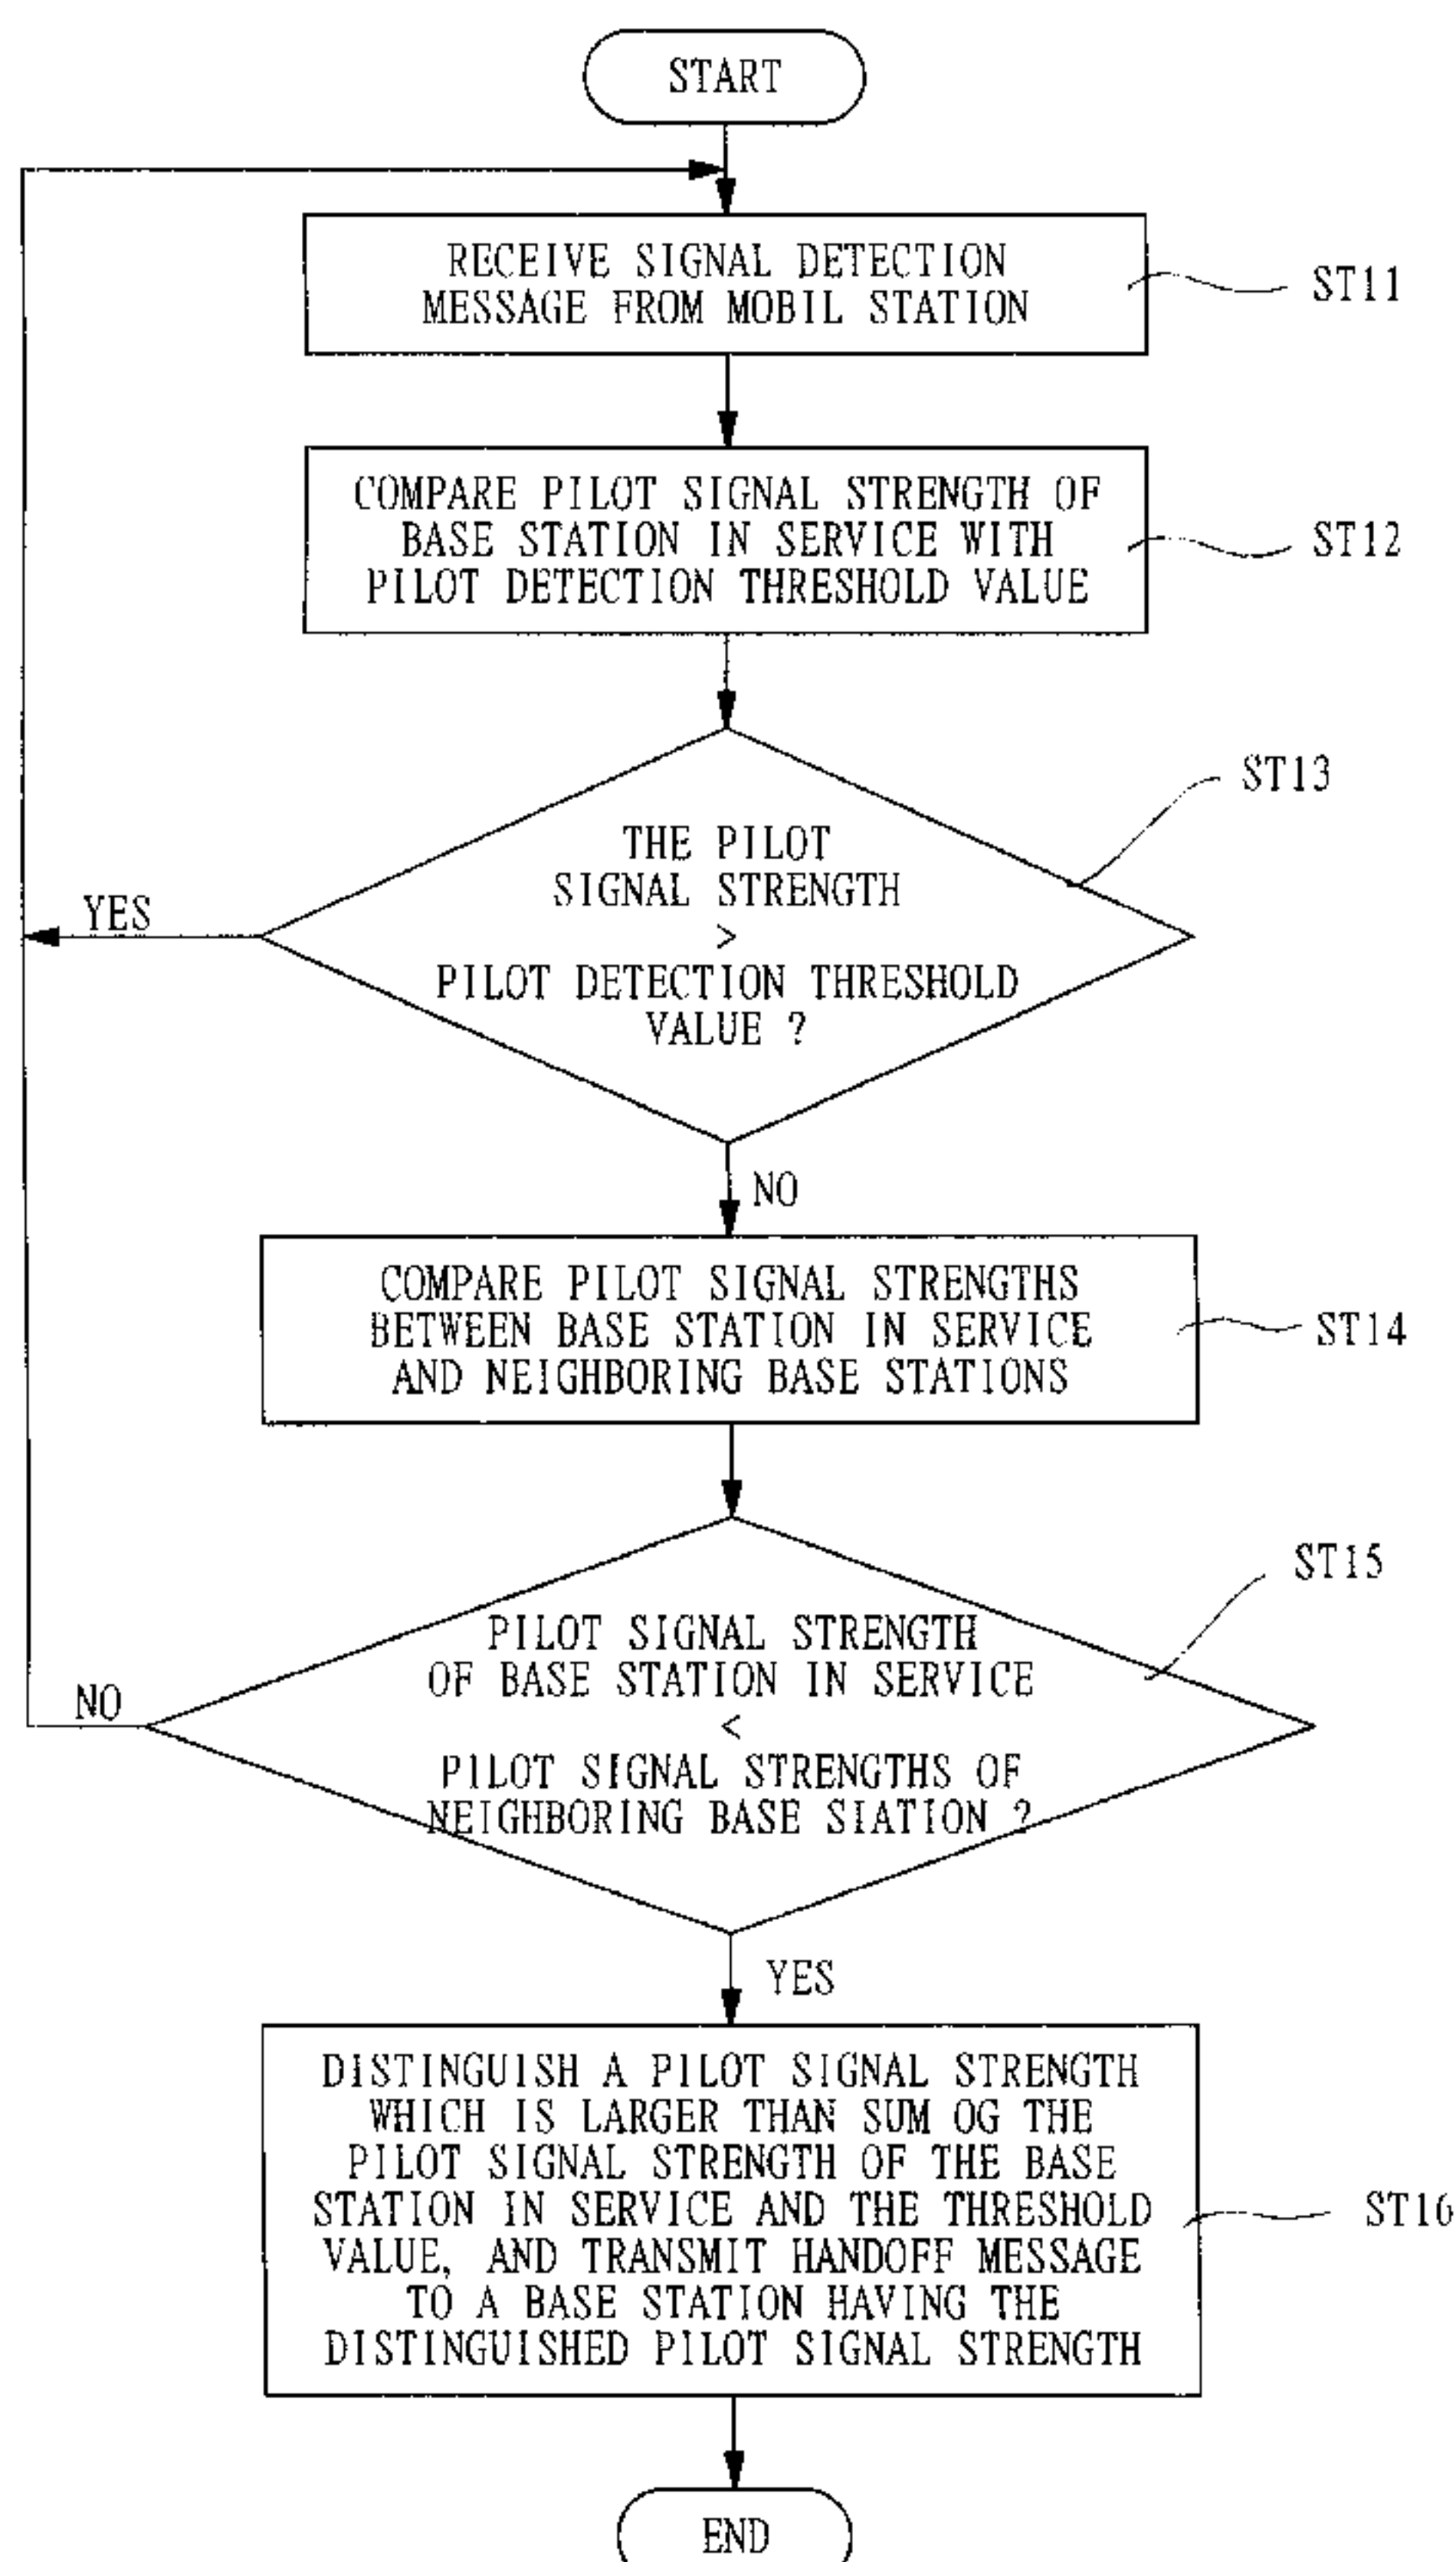 START
RECEIVE SIGNAL DETECTION
MESSAGE FROM MOBIL STATION
ST11
COMPARE PILOT SIGNAL STRENGTH OF
BASE STATION IN SERVICE WITH
PILOT DETECTION THRESHOLD VALUE
ST12
ST13
THE PILOT
SIGNAL STRENGTH
>
PILOT DETECTION THRESHOLD
VALUE ?
YES
NO
COMPARE PILOT SIGNAL STRENGTHS
BETWEEN BASE STATION IN SERVICE
AND NEIGHBORING BASE STATIONS
ST14
ST15
PILOT SIGNAL STRENGTH
OF BASE STATION IN SERVICE
<
PILOT SIGNAL STRENGTHS OF
NEIGHBORING BASE SIATION ?
NO
YES
DISTINGUISH A PILOT SIGNAL STRENGTH
WHICH IS LARGER THAN SUM OG THE
PILOT SIGNAL STRENGTH OF THE BASE
STATION IN SERVICE AND THE THRESHOLD
VALUE, AND TRANSMIT HANDOFF MESSAGE
TO A BASE STATION HAVING THE
DISTINGUISHED PILOT SIGNAL STRENGTH
ST16
END